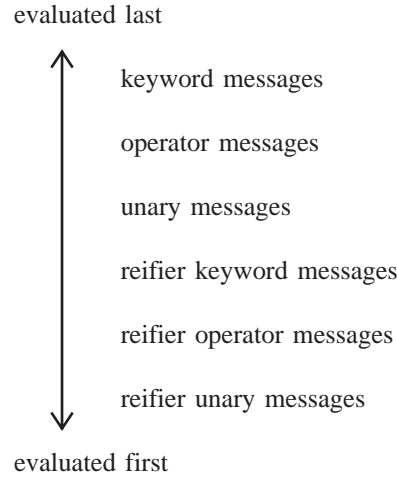 evaluated last
keyword messages
operator messages
unary messages
reifier keyword messages
reifier operator messages
reifier unary messages
evaluated first